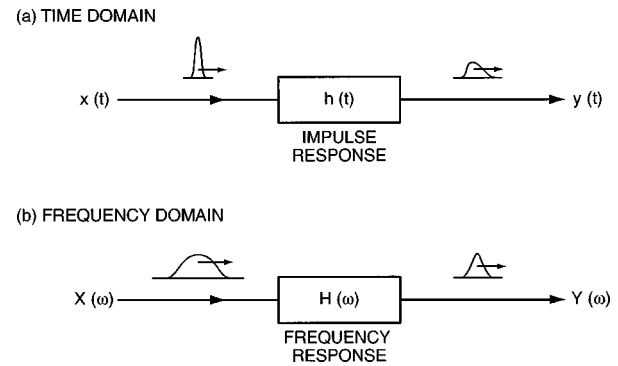 (a) TIME DOMAIN
x (t)
h (t)
y (t)
IMPULSE
RESPONSE
(b) FREQUENCY DOMAIN
X (ω)
H (ω)
Y (ω)
FREQUENCY
RESPONSE